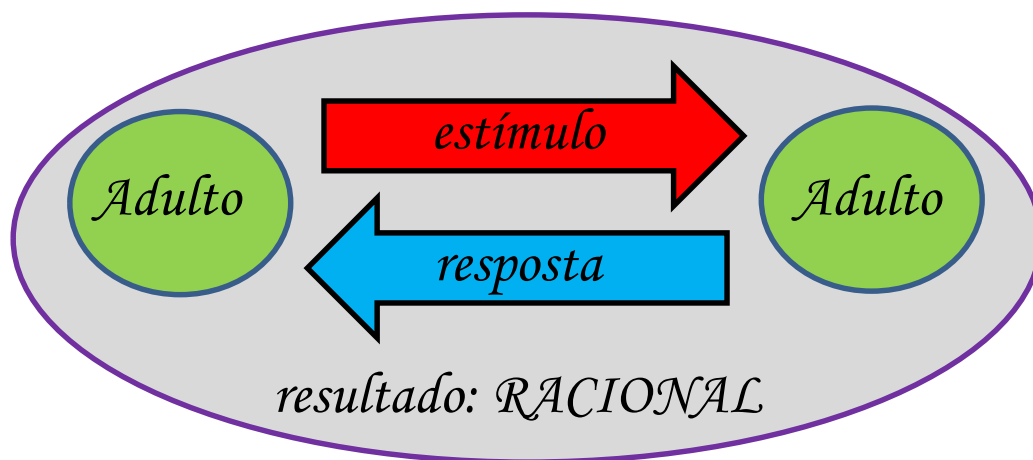 estímulo
Adulto
Adulto
resposta
resultado: RACIONAL